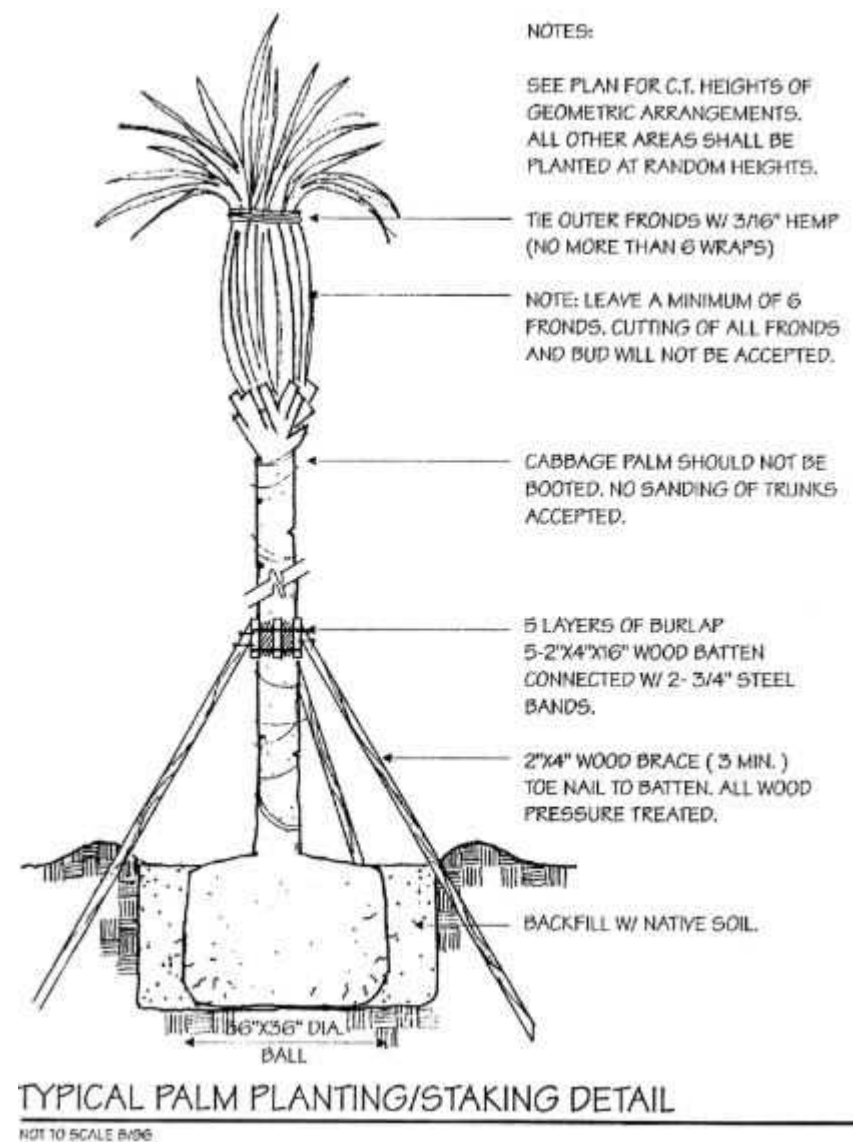 NOTES:
SEE PLAN FOR C.T. HEIGHTS OF
GEOMETRIC ARRANGEMENTS.
ALL OTHER AREAS SHALL BE
PLANTED AT RANDOM HEIGHTS.
TIE OUTER FRONDS W/ 3/16" HEMP
(NO MORE THAN 6 WRAPS)
NOTE: LEAVE A MINIMUM OF 6
FRONDS. CUTTING OF ALL FRONDS
AND BUD WILL NOT BE ACCEPTED.
CABBAGE PALM SHOULD NOT BE
BOOTED. NO SANDING OF TRUNKS
ACCEPTED.
5 LAYERS OF BURLAP
5-2"X4"X16" WOOD BATTEN
CONNECTED W/ 2- 3/4" STEEL
BANDS.
2"X4" WOOD BRACE ( 3 MIN. )
TOE NAIL TO BATTEN. ALL WOOD
PRESSURE TREATED.
BACKFILL W/ NATIVE SOIL.
36"X36" DIA.
BALL
TYPICAL PALM PLANTING/STAKING DETAIL
NOT TO SCALE